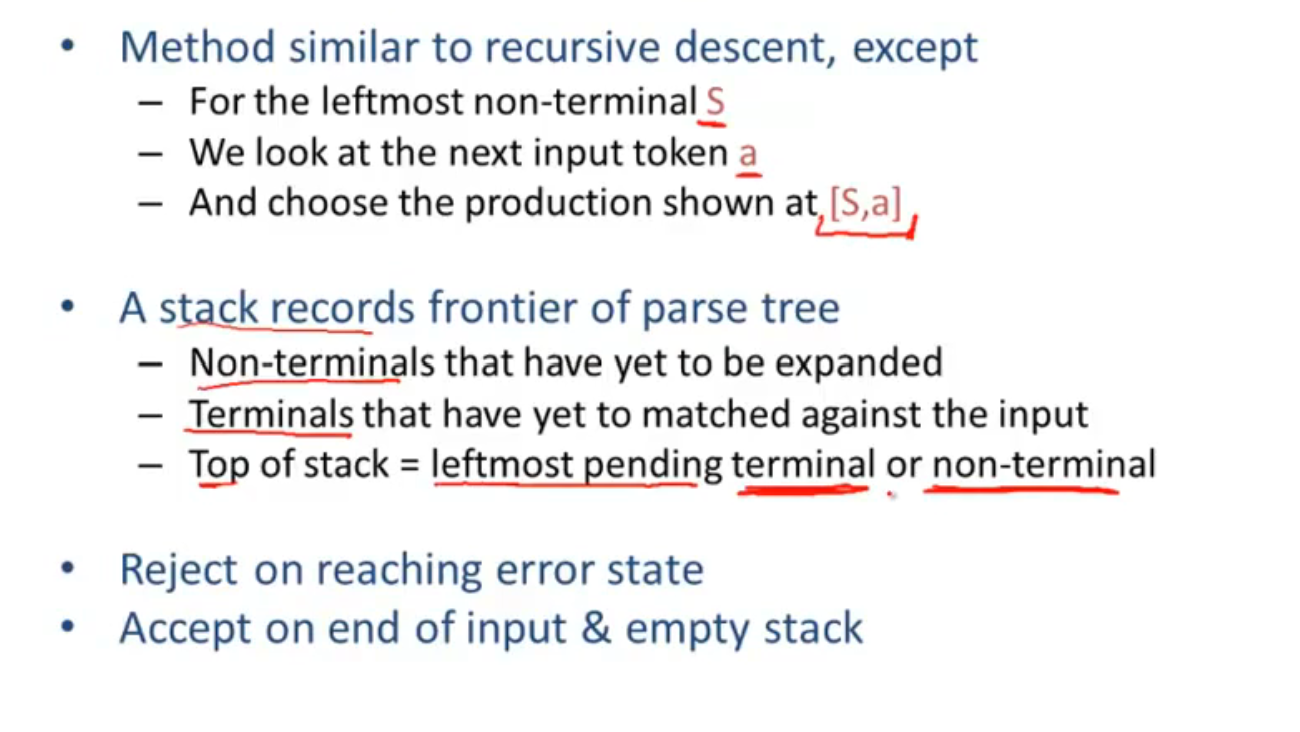 • Method similar to recursive descent, except
– For the leftmost non-terminal S
– We look at the next input token a
– And choose the production shown at [S,a]
• A stack records frontier of parse tree
– Non-terminals that have yet to be expanded
– Terminals that have yet to matched against the input
– Top of stack = leftmost pending terminal or non-terminal
• Reject on reaching error state
• Accept on end of input & empty stack